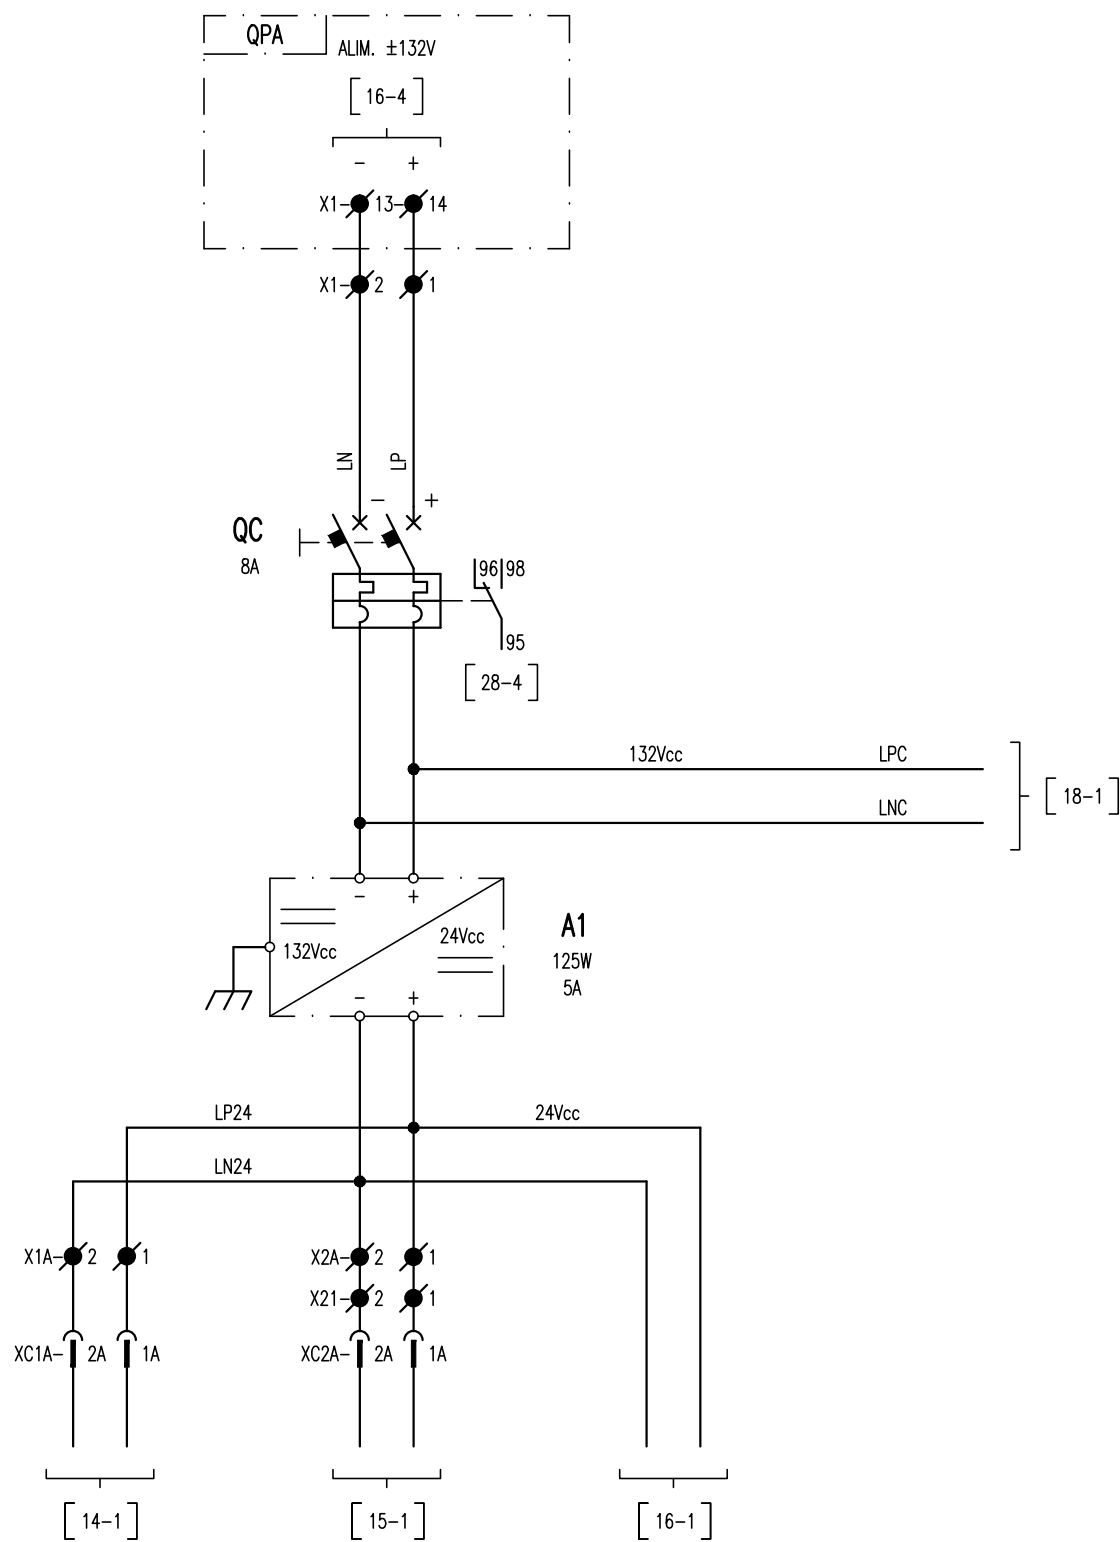 QPA
ALIM. ±132V
16-4
- +
X1- 13- 14
X1- 2 1
LN LP
- +
QC
8A
96 98
95
28-4
132Vcc LPC
LNC
18-1
- +
132Vcc
24Vcc
A1
125W
5A
- +
LP24 24Vcc
LN24
X1A- 2 1
X2A- 2 1
X21- 2 1
XC1A- 2A 1A
XC2A- 2A 1A
14-1
15-1
16-1